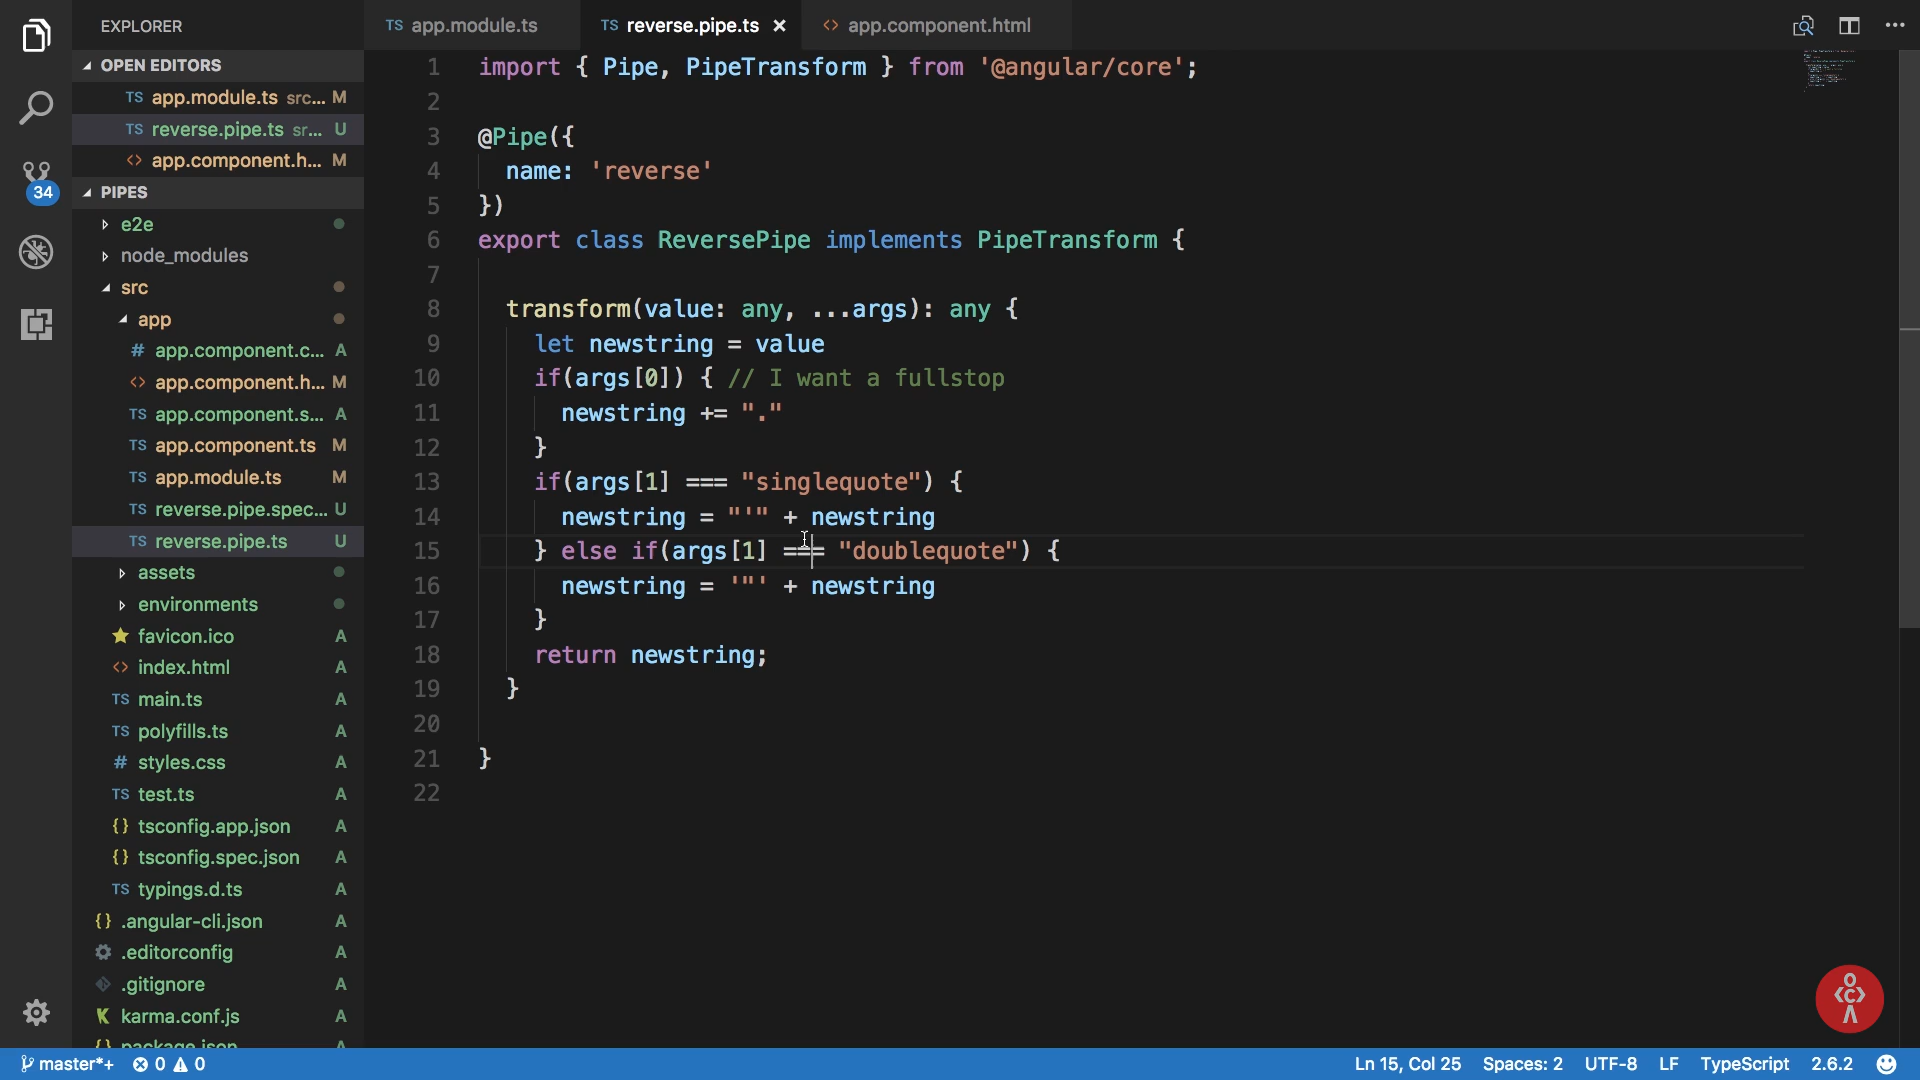 EXPLORER
OPEN EDITORS
TS app.module.ts src... M
TS reverse.pipe.ts sr... U
<> app.component.h... M
34
PIPES
e2e
node_modules
src
app
# app.component.c... A
<> app.component.h... M
TS app.component.s... A
TS app.component.ts M
TS app.module.ts M
TS reverse.pipe.spec... U
TS reverse.pipe.ts U
assets
environments
favicon.ico A
<> index.html A
TS main.ts A
TS polyfills.ts A
# styles.css A
TS test.ts A
{} tsconfig.app.json A
{} tsconfig.spec.json A
TS typings.d.ts A
{} .angular-cli.json A
.editorconfig A
.gitignore A
K karma.conf.js A
{} package.json A
TS app.module.ts
TS reverse.pipe.ts ×
<> app.component.html
1 import { Pipe, PipeTransform } from '@angular/core';
2
3 @Pipe({
4 name: 'reverse'
5 })
6 export class ReversePipe implements PipeTransform {
7
8 transform(value: any, ...args): any {
9 let newstring = value
10 if(args[0]) { // I want a fullstop
11 newstring += "."
12 }
13 if(args[1] === "singlequote") {
14 newstring = "'" + newstring
15 } else if(args[1] === "doublequote") {
16 newstring = '"' + newstring
17 }
18 return newstring;
19 }
20
21 }
22
master*+ 0 0
Ln 15, Col 25 Spaces: 2 UTF-8 LF TypeScript 2.6.2